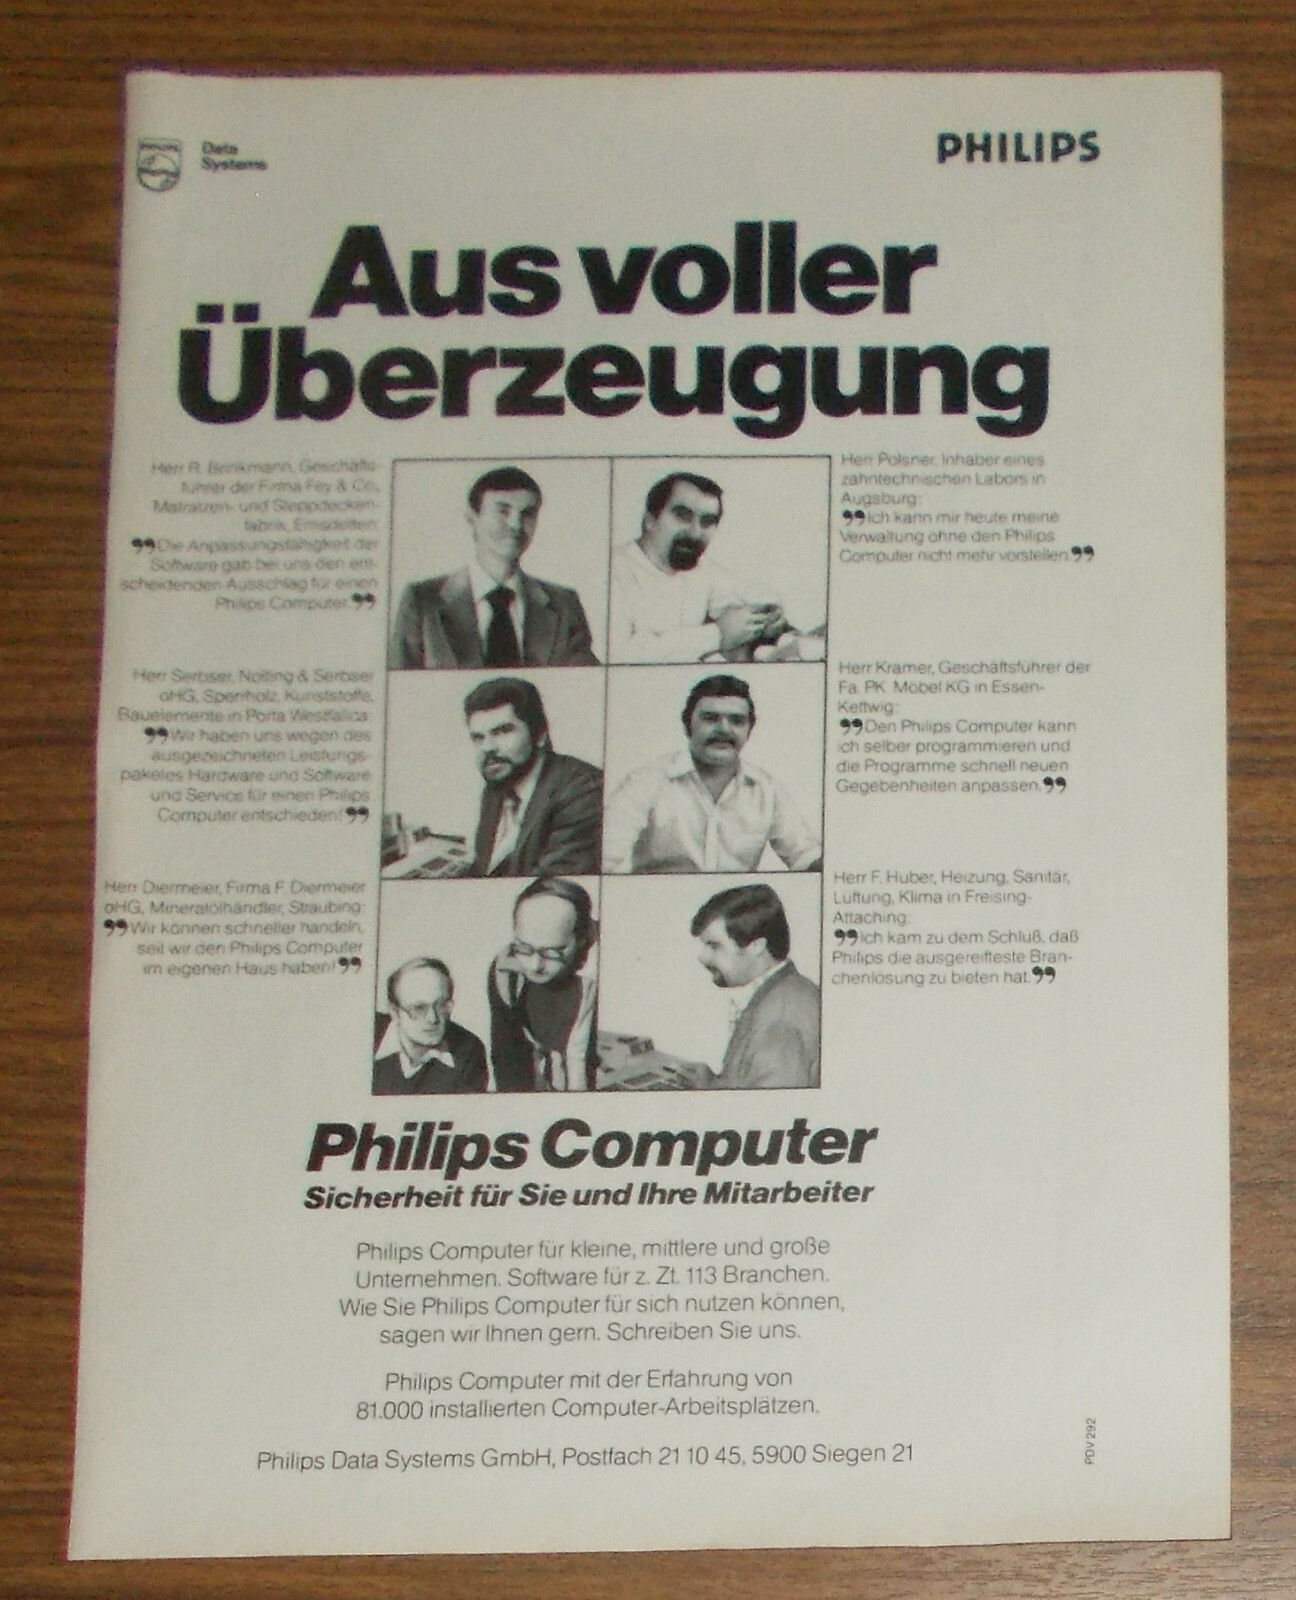 PHILIPS
Data
Systems
PHILIPS
Aus voller
Überzeugung
Herr R. Brinkmann, Geschäfts-
führer der Firma Fey & Co.,
Matratzen- und Steppdecken-
fabrik, Emsdetten:
❞Die Anpassungsfähigkeit der
Software gab bei uns den ent-
scheidenden Ausschlag für einen
Philips Computer.❞
Herr Serbser, Nolting & Serbser
oHG, Sperrholz, Kunststoffe,
Bauelemente in Porta Westfalica:
❞Wir haben uns wegen des
ausgezeichneten Leistungs-
paketes Hardware und Software
und Service für einen Philips
Computer entschieden!❞
Herr Diermeier, Firma F. Diermeier
oHG, Mineralölhändler, Straubing:
❞Wir können schneller handeln,
seit wir den Philips Computer
im eigenen Haus haben!❞
Herr Polsner, Inhaber eines
zahntechnischen Labors in
Augsburg:
❞Ich kann mir heute meine
Verwaltung ohne den Philips
Computer nicht mehr vorstellen.❞
Herr Kramer, Geschäftsführer der
Fa. PK Möbel KG in Essen-
Kettwig:
❞Den Philips Computer kann
ich selber programmieren und
die Programme schnell neuen
Gegebenheiten anpassen.❞
Herr F. Huber, Heizung, Sanitär,
Lüftung, Klima in Freising-
Attaching:
❞Ich kam zu dem Schluß, daß
Philips die ausgereifteste Bran-
chenlösung zu bieten hat.❞
Philips Computer
Sicherheit für Sie und Ihre Mitarbeiter
Philips Computer für kleine, mittlere und große
Unternehmen. Software für z. Zt. 113 Branchen.
Wie Sie Philips Computer für sich nutzen können,
sagen wir Ihnen gern. Schreiben Sie uns.
Philips Computer mit der Erfahrung von
81.000 installierten Computer-Arbeitsplätzen.
Philips Data Systems GmbH, Postfach 21 10 45, 5900 Siegen 21
PDV 292